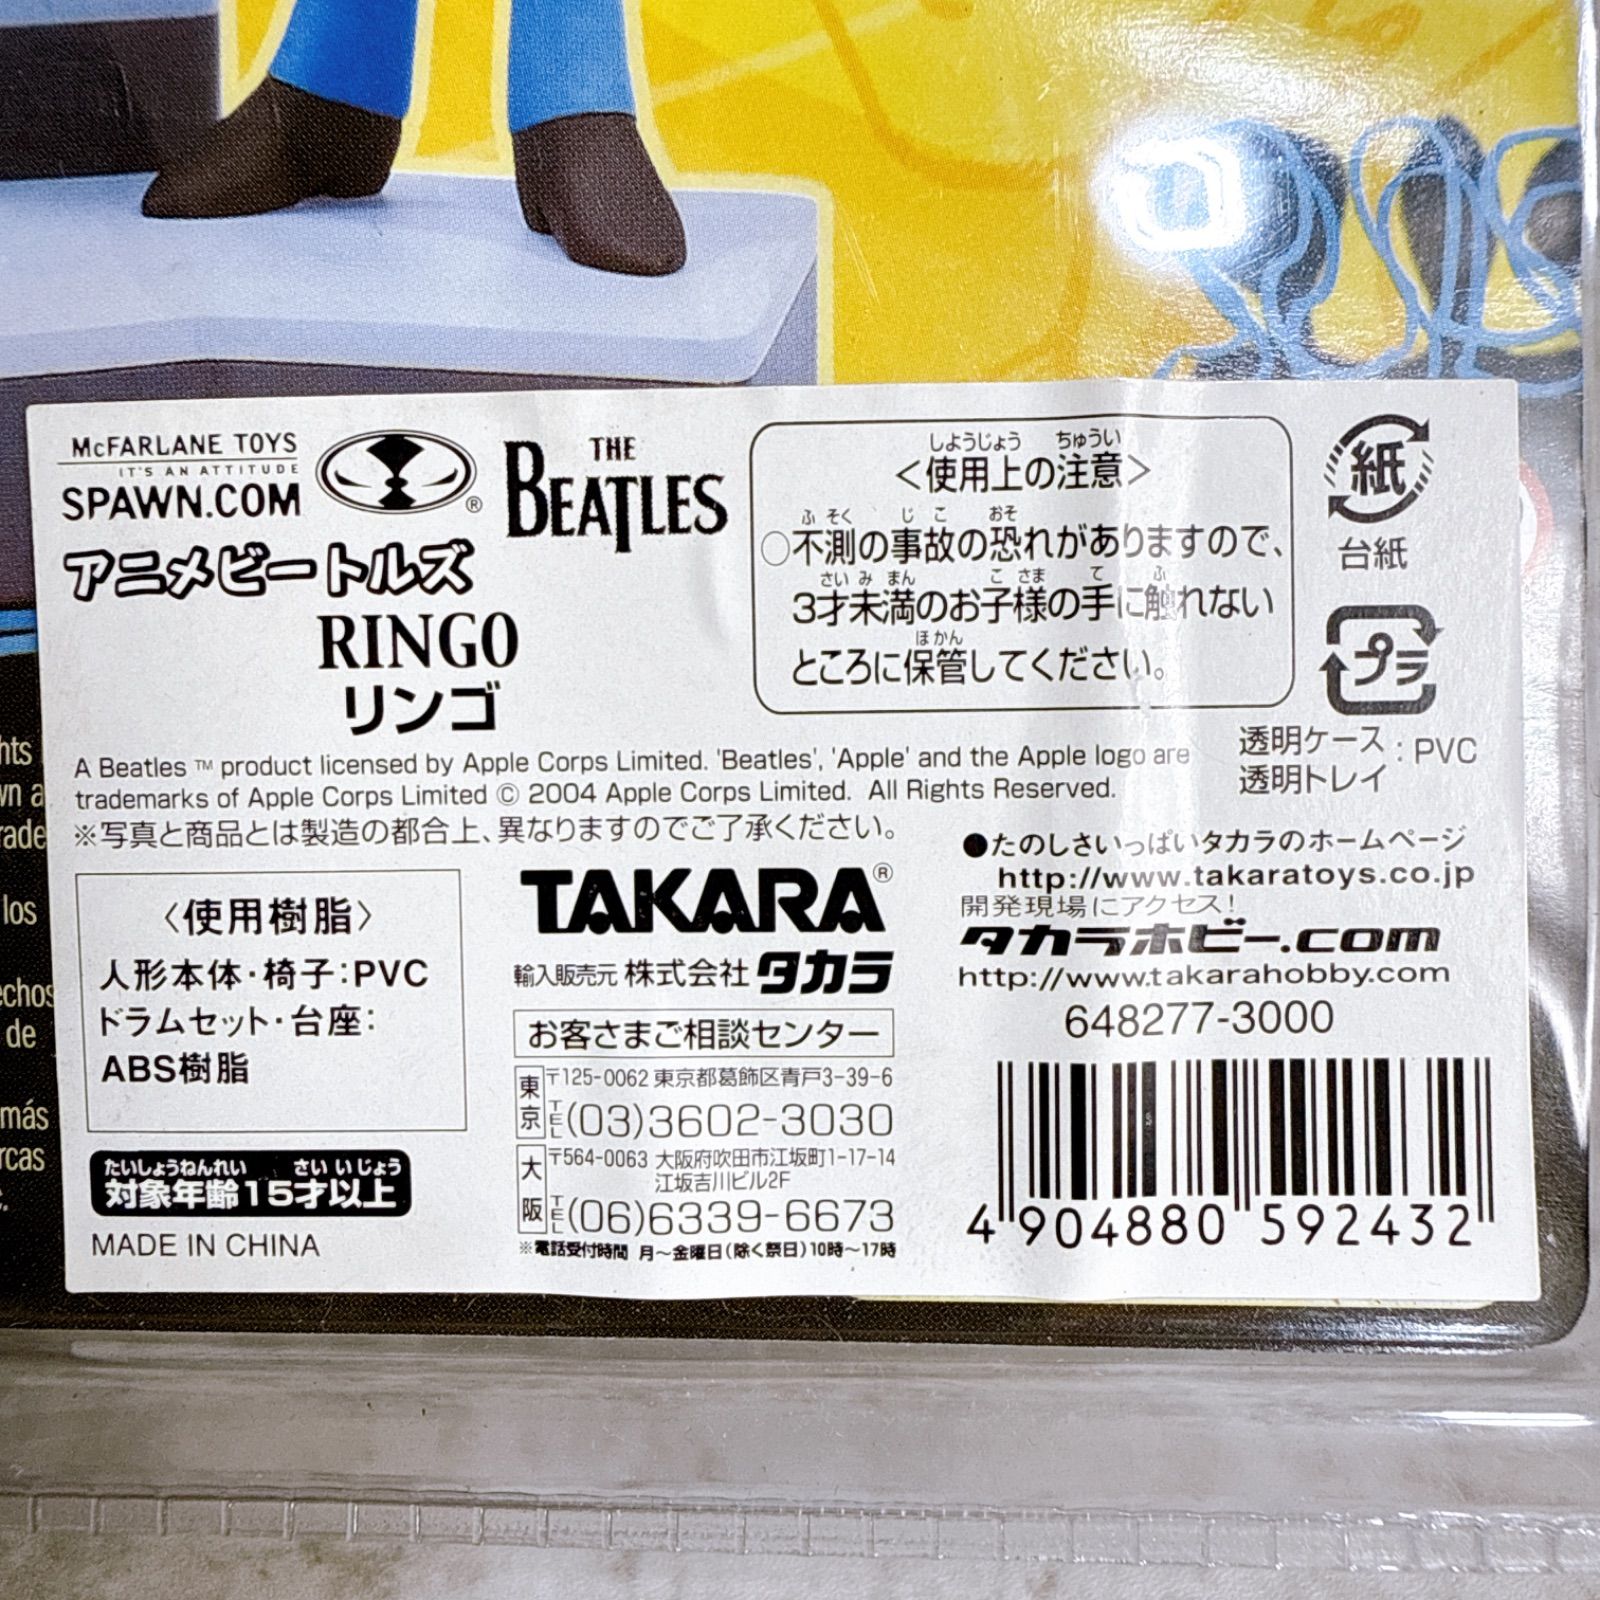 McFARLANE TOYS
IT'S AN ATTITUDE
SPAWN.COM
®
THE
BEATLES
アニメビートルズ
RINGO
リンゴ
しようじょう ちゅうい
<使用上の注意>
ふそく じこ おそ
○不測の事故の恐れがありますので、
さいみまん こさま て ふ
3才未満のお子様の手に触れない
ほかん
ところに保管してください。
紙
台紙
プラ
透明ケース : PVC
透明トレイ
A Beatles ™ product licensed by Apple Corps Limited. 'Beatles', 'Apple' and the Apple logo are
trademarks of Apple Corps Limited © 2004 Apple Corps Limited. All Rights Reserved.
※写真と商品とは製造の都合上、異なりますのでご了承ください。
〈使用樹脂〉
人形本体・椅子:PVC
ドラムセット・台座:
ABS樹脂
たいしょうねんれい さい いじょう
対象年齢15才以上
MADE IN CHINA
TAKARA®
輸入販売元 株式会社 タカラ
お客さまご相談センター
東京 〒125-0062 東京都葛飾区青戸3-39-6
TEL(03)3602-3030
大阪 〒564-0063 大阪府吹田市江坂町1-17-14
江坂吉川ビル2F
TEL(06)6339-6673
※電話受付時間 月〜金曜日(除く祭日)10時〜17時
●たのしさいっぱいタカラのホームページ
http://www.takaratoys.co.jp
開発現場にアクセス!
タカラホビー.com
http://www.takarahobby.com
648277-3000
4 904880 592432
los
de
más